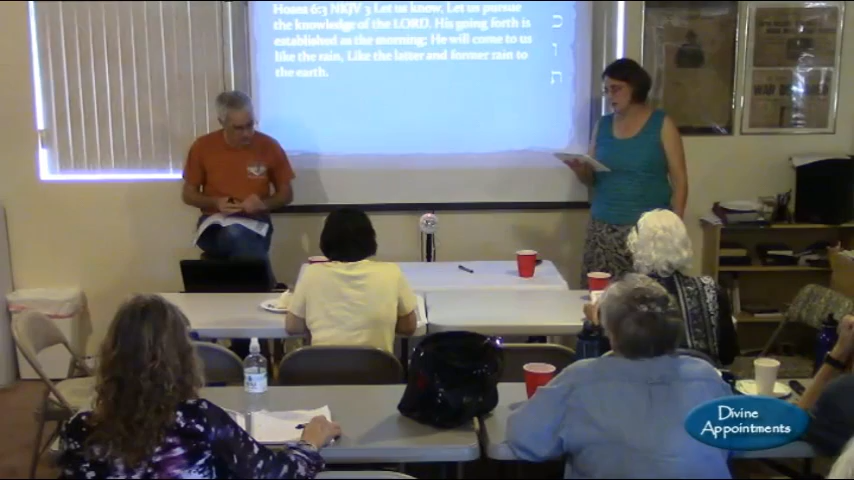 Hosea 6:3 NKJV 3 Let us know, Let us pursue
the knowledge of the LORD. His going forth is
established as the morning; He will come to us
like the rain, Like the latter and former rain to
the earth.
כ
ו
ת
Divine
Appointments